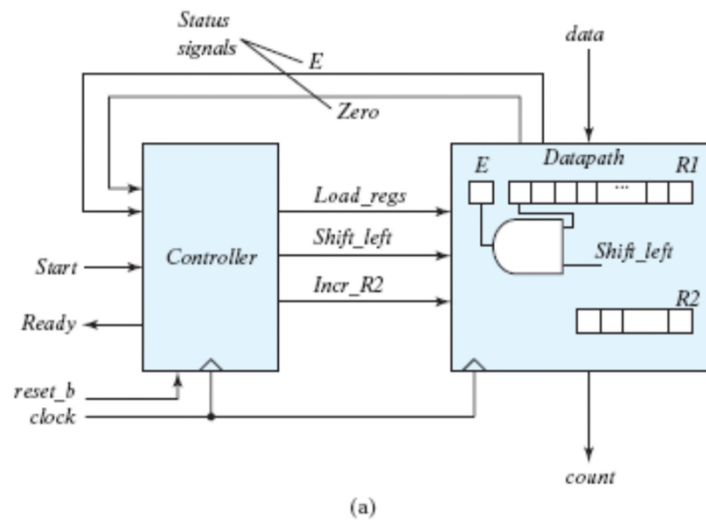 Status
signals
E
Zero
data
Datapath
E
R1
...
Load_regs
Shift_left
Incr_R2
Controller
Shift_left
R2
Start
Ready
reset_b
clock
count
(a)